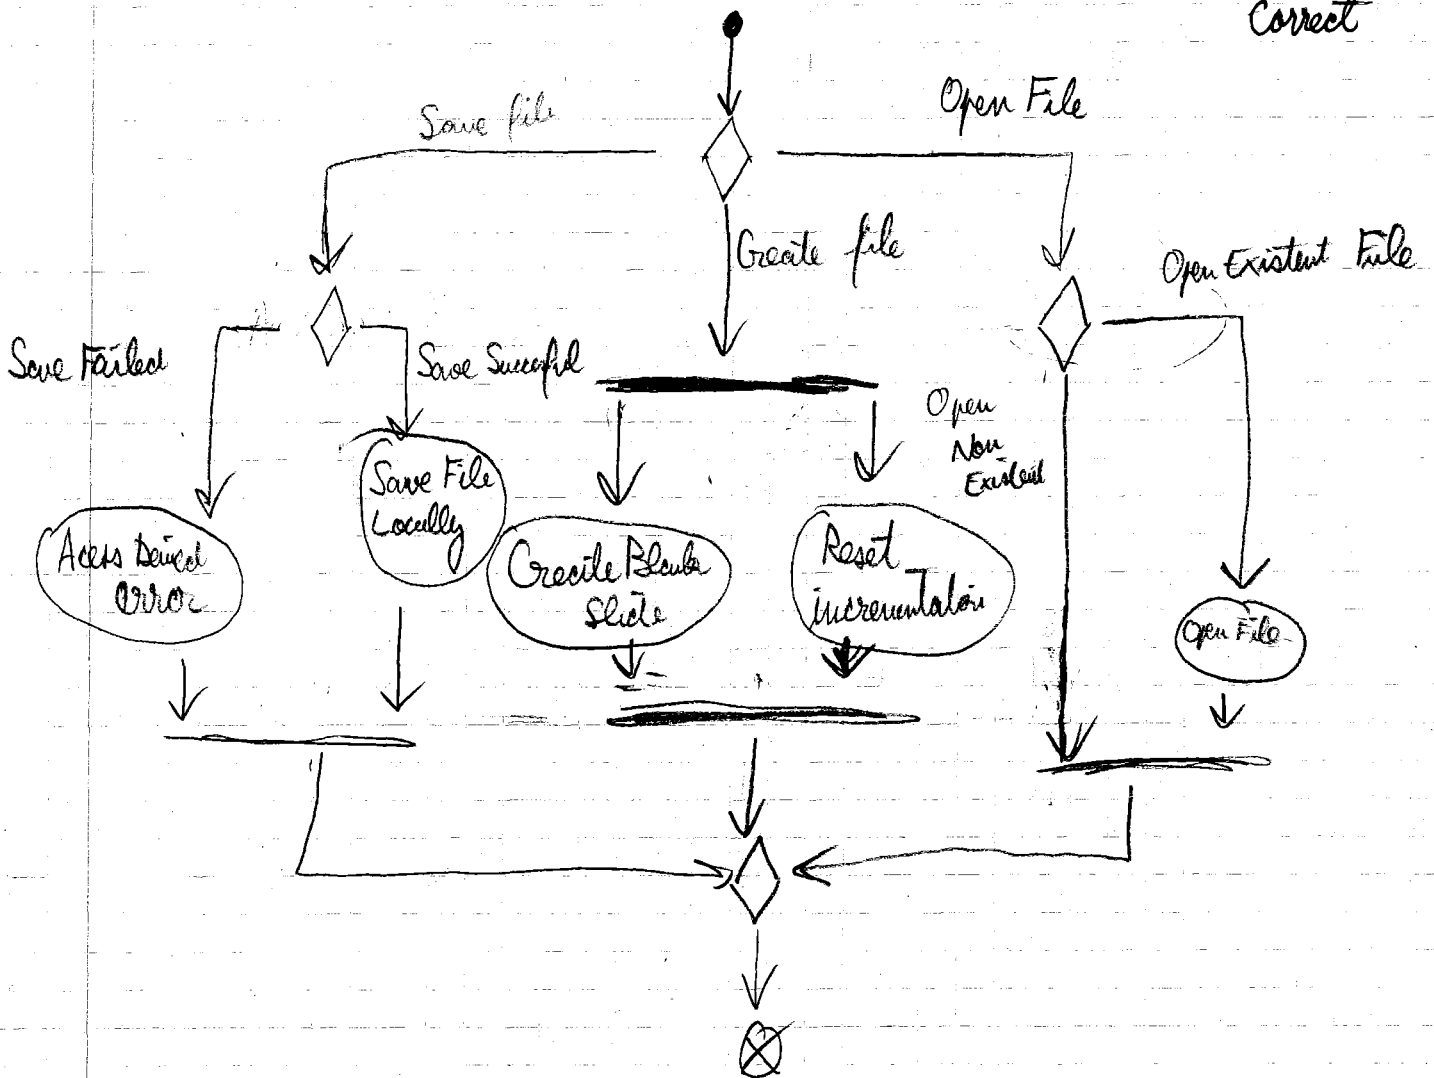 Correct
Save file
Open File
Create file
Open Existent File
Save Failed
Save Succesful
Open
Non
Existent
Save File
Locally
Acess Denied
error
Create Blank
Slide
Reset
incrementation
Open File